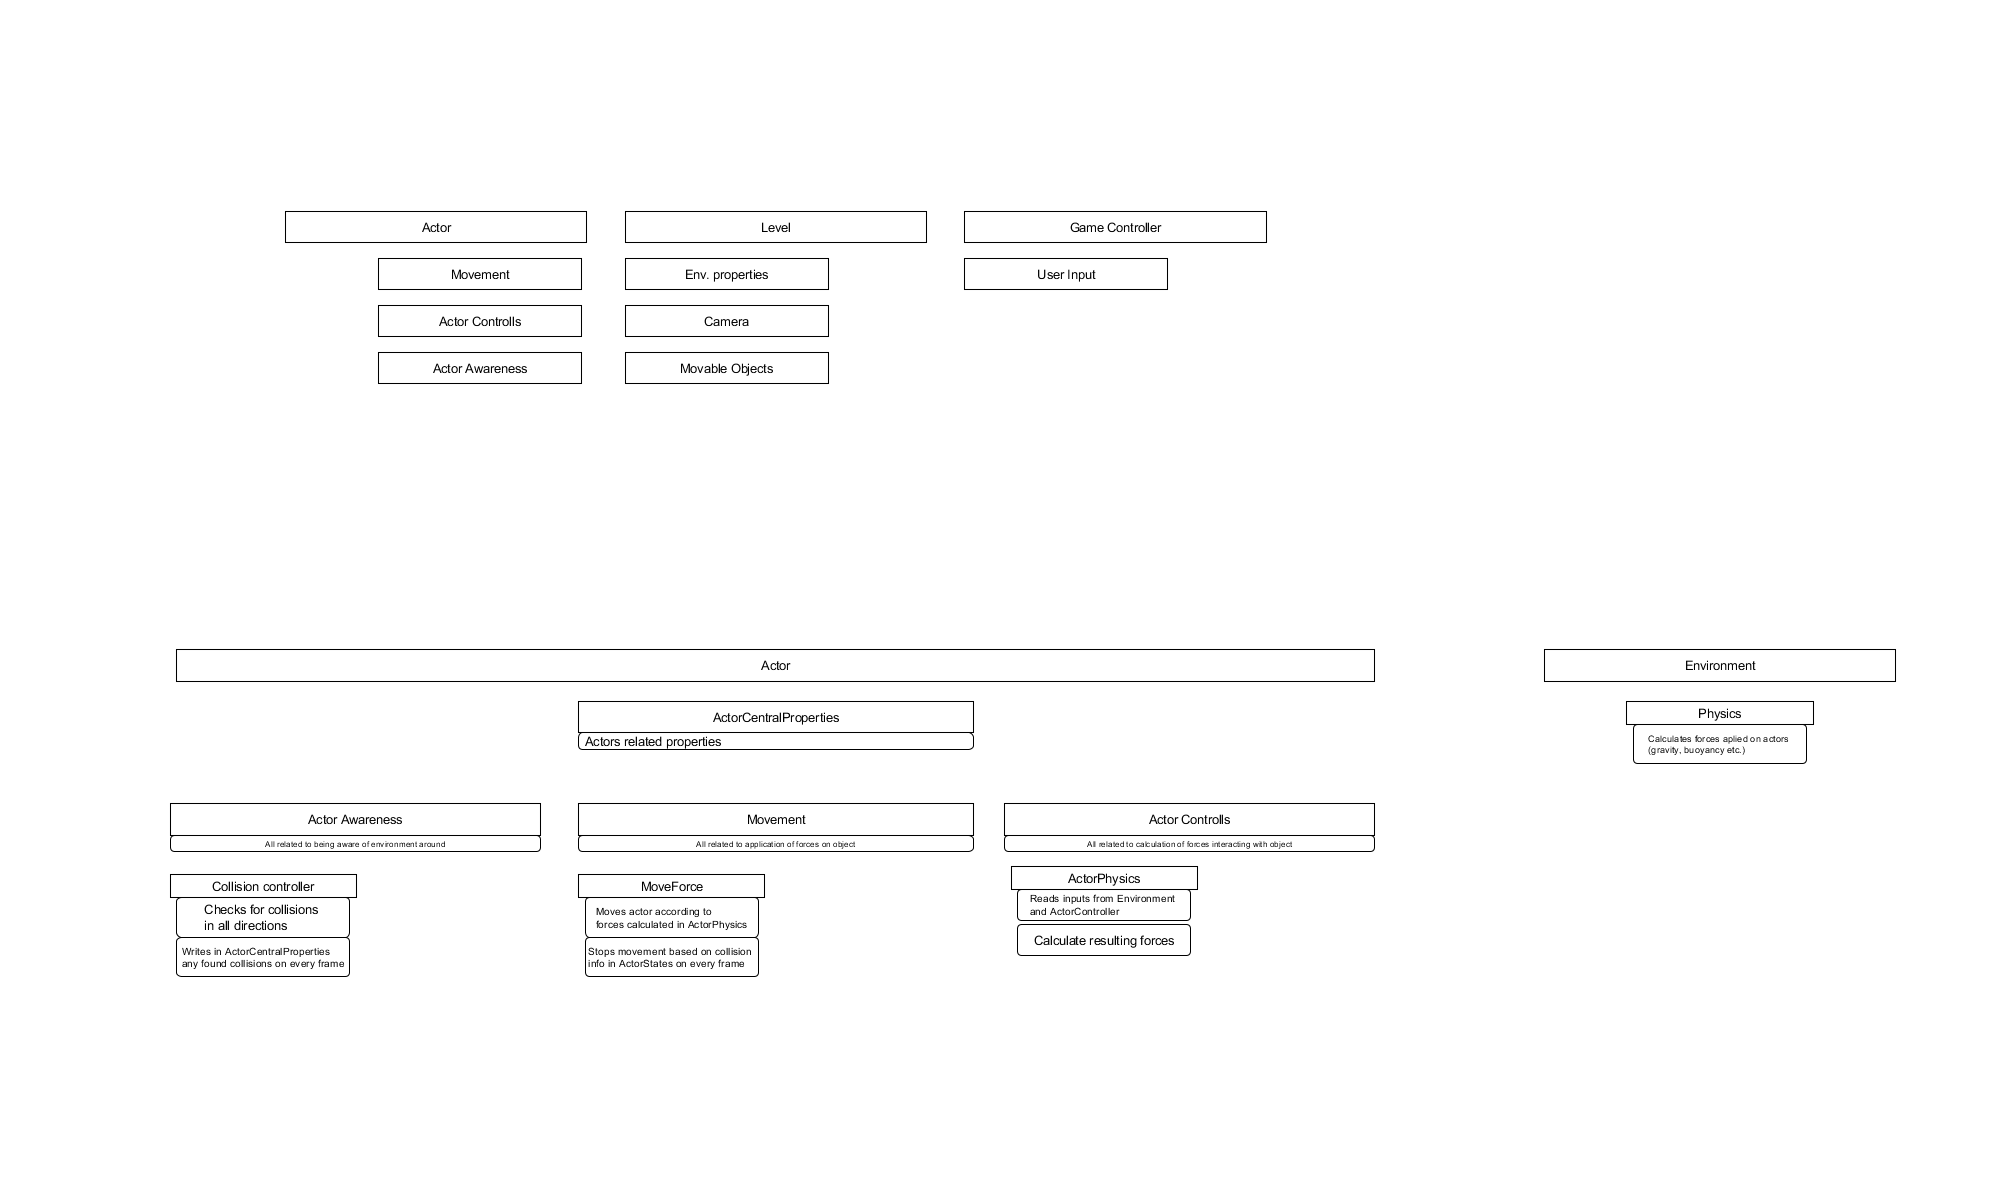 Actor
Level
Game Controller
Movement
Env. properties
User Input
Actor Controlls
Camera
Actor Awareness
Movable Objects
Actor
Environment
ActorCentralProperties
Actors related properties
Physics
Calculates forces aplied on actors
(gravity, buoyancy etc.)
Actor Awareness
All related to being aware of environment around
Movement
All related to application of forces on object
Actor Controlls
All related to calculation of forces interacting with object
Collision controller
Checks for collisions
in all directions
Writes in ActorCentralProperties
any found collisions on every frame
MoveForce
Moves actor according to
forces calculated in ActorPhysics
Stops movement based on collision
info in ActorStates on every frame
ActorPhysics
Reads inputs from Environment
and ActorController
Calculate resulting forces